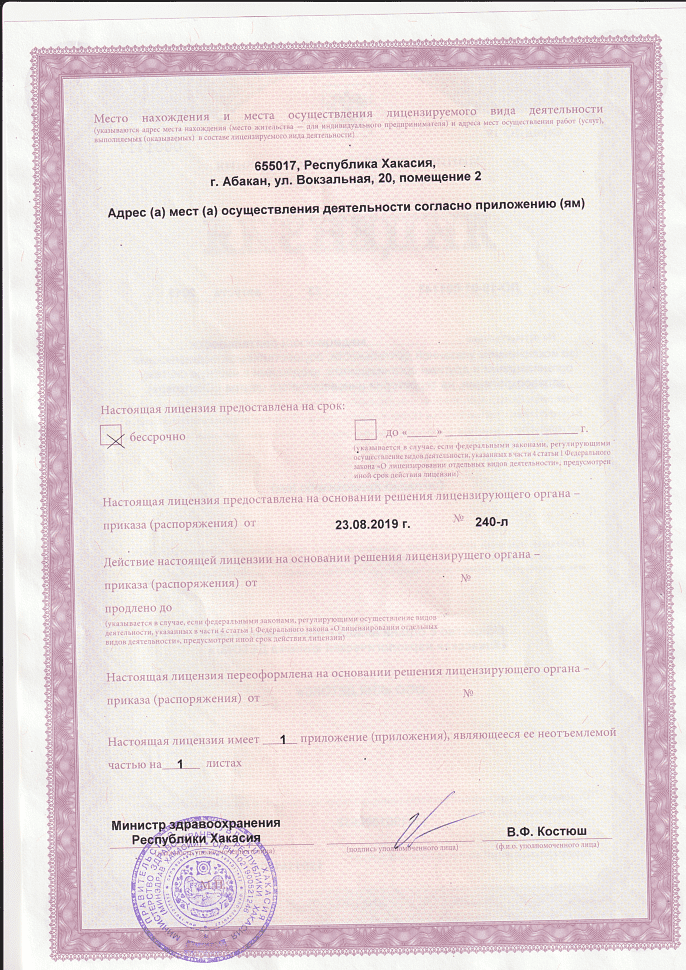 Место нахождения и места осуществления лицензируемого вида деятельности
(указываются адрес места нахождения (место жительства — для индивидуального предпринимателя) и адреса мест осуществления работ (услуг),
выполняемых (оказываемых) в составе лицензируемого вида деятельности)
655017, Республика Хакасия,
г. Абакан, ул. Вокзальная, 20, помещение 2
Адрес (а) мест (а) осуществления деятельности согласно приложению (ям)
Настоящая лицензия предоставлена на срок:
бессрочно
до «_____» ________________ ______ г.
(указывается в случае, если федеральными законами, регулирующими
осуществление видов деятельности, указанных в части 4 статьи 1 Федерального
закона «О лицензировании отдельных видов деятельности», предусмотрен
иной срок действия лицензии)
Настоящая лицензия предоставлена на основании решения лицензирующего органа –
приказа (распоряжения) от 23.08.2019 г. № 240-л
Действие настоящей лицензии на основании решения лицензирущего органа –
приказа (распоряжения) от №
продлено до
(указывается в случае, если федеральными законами, регулирующими осуществление видов
деятельности, указанных в части 4 статьи 1 Федерального закона «О лицензировании отдельных
видов деятельности», предусмотрен иной срок действия лицензии)
Настоящая лицензия переоформлена на основании решения лицензирующего органа –
приказа (распоряжения) от №
Настоящая лицензия имеет 1 приложение (приложения), являющееся ее неотъемлемой
частью на 1 листах
Министр здравоохранения
Республики Хакасия
В.Ф. Костюш
(подпись уполномоченного лица)
(ф.и.о. уполномоченного лица)
М.П.